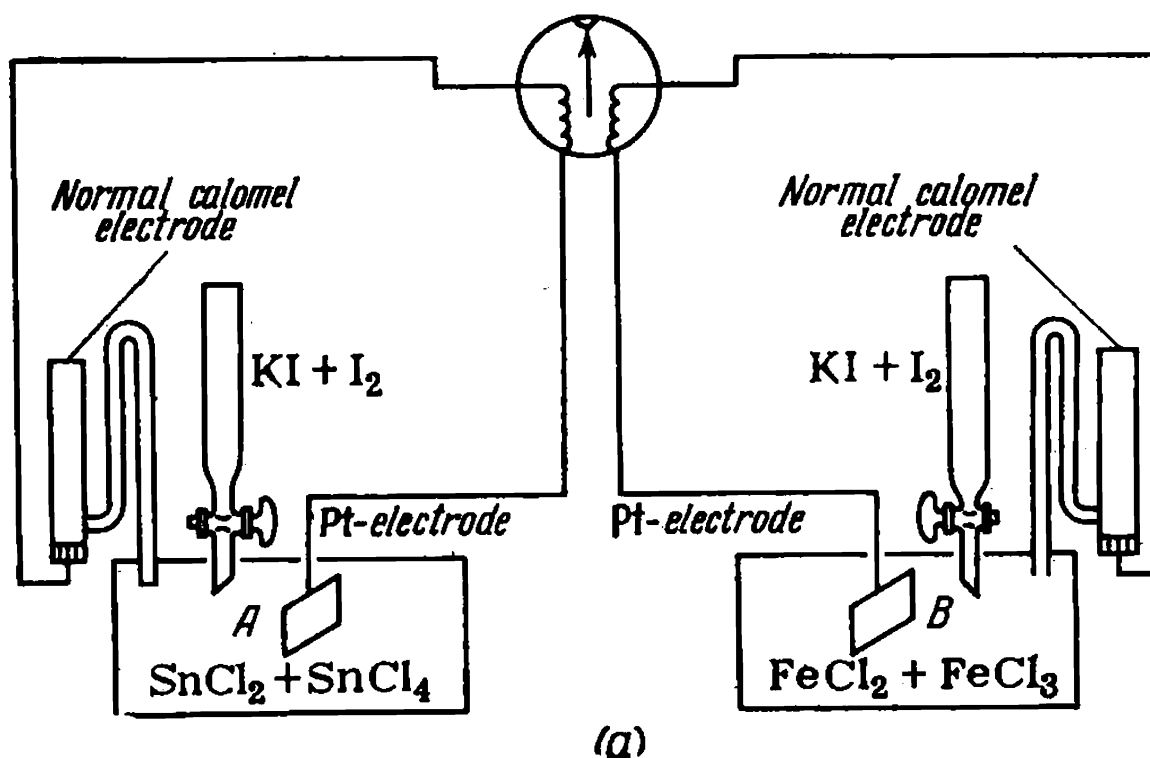 Normal calomel
electrode
Normal calomel
electrode
KI + I₂
KI + I₂
Pt-electrode
Pt-electrode
A
B
SnCl₂ + SnCl₄
FeCl₂ + FeCl₃
(a)